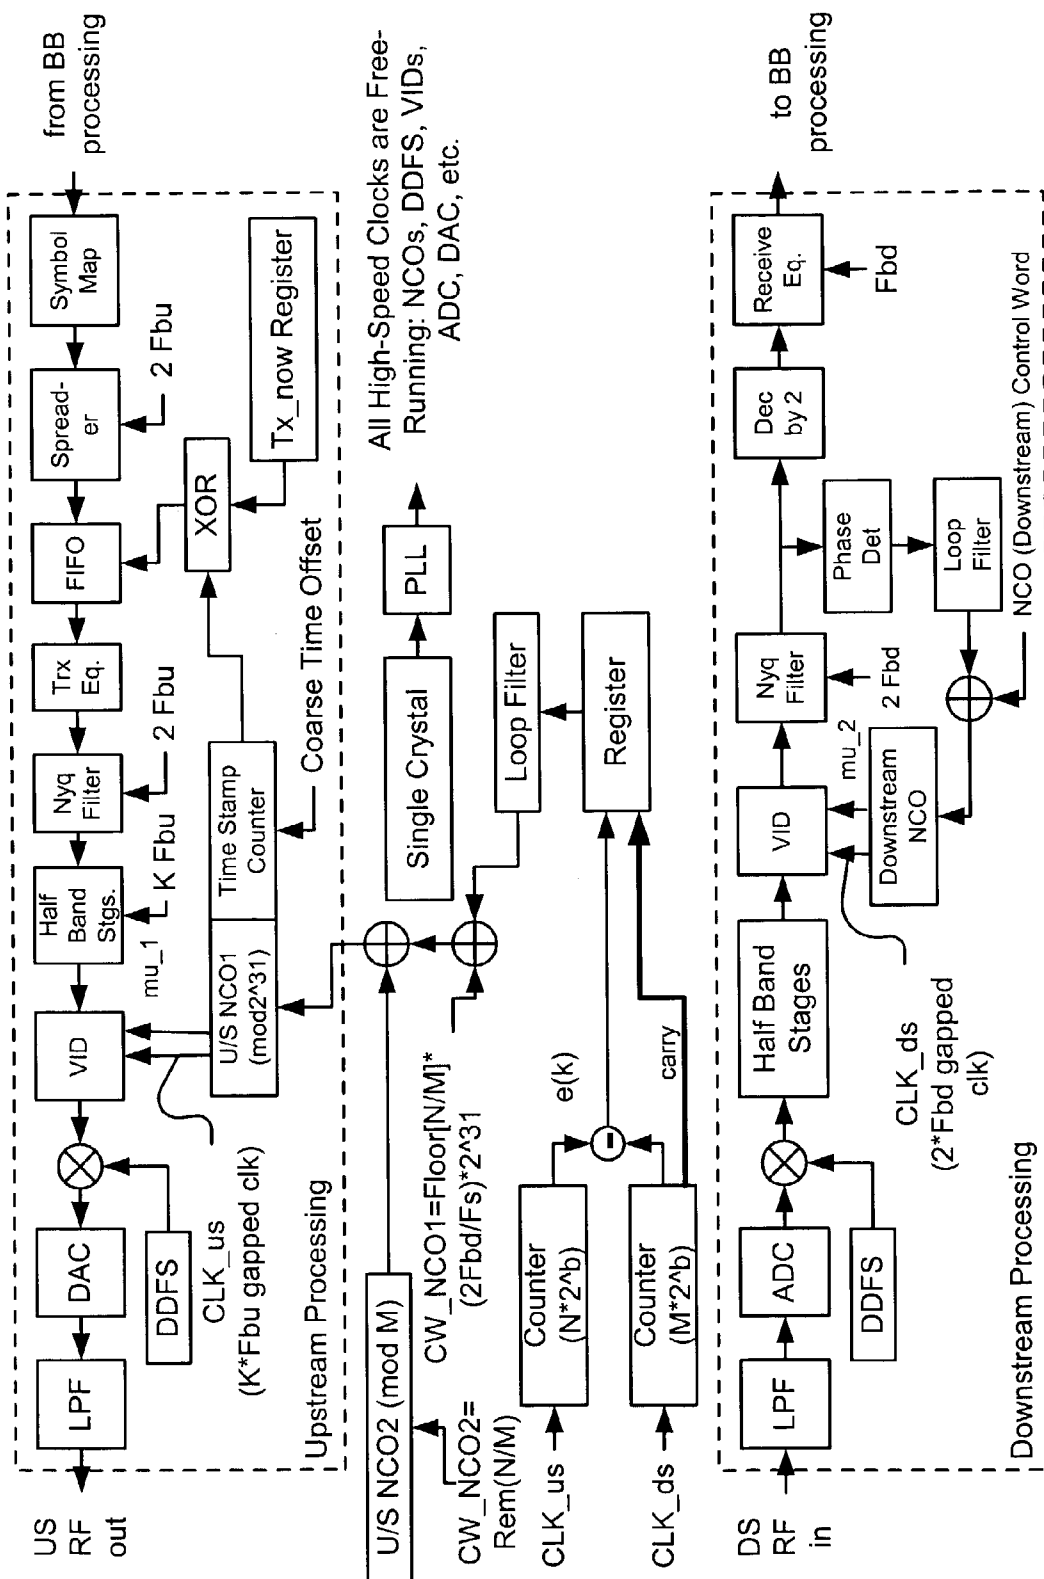 US
RF
out
LPF
DAC
DDFS
CLK_us
(K*Fbu gapped clk)
VID
mu_1
Half
Band
Stgs.
K Fbu
Nyq
Filter
2 Fbu
Trx
Eq.
FIFO
Spread-
er
2 Fbu
Symbol
Map
from BB
processing
U/S NCO1
(mod2^31)
Time Stamp
Counter
Coarse Time Offset
XOR
Tx_now Register
Upstream Processing
U/S NCO2 (mod M)
CW_NCO2=
Rem(N/M)
CW_NCO1=Floor[N/M]*
(2Fbd/Fs)*2^31
Single Crystal
PLL
All High-Speed Clocks are Free-
Running: NCOs, DDFS, VIDs,
ADC, DAC, etc.
Loop Filter
Register
CLK_us
Counter
(N*2^b)
e(k)
-
CLK_ds
Counter
(M*2^b)
carry
DS
RF
in
LPF
ADC
DDFS
Half Band
Stages
VID
mu_2
CLK_ds
(2*Fbd gapped
clk)
Downstream
NCO
Nyq
Filter
2 Fbd
Phase
Det
Loop
Filter
NCO (Downstream) Control Word
Dec
by 2
Receive
Eq.
Fbd
to BB
processing
Downstream Processing